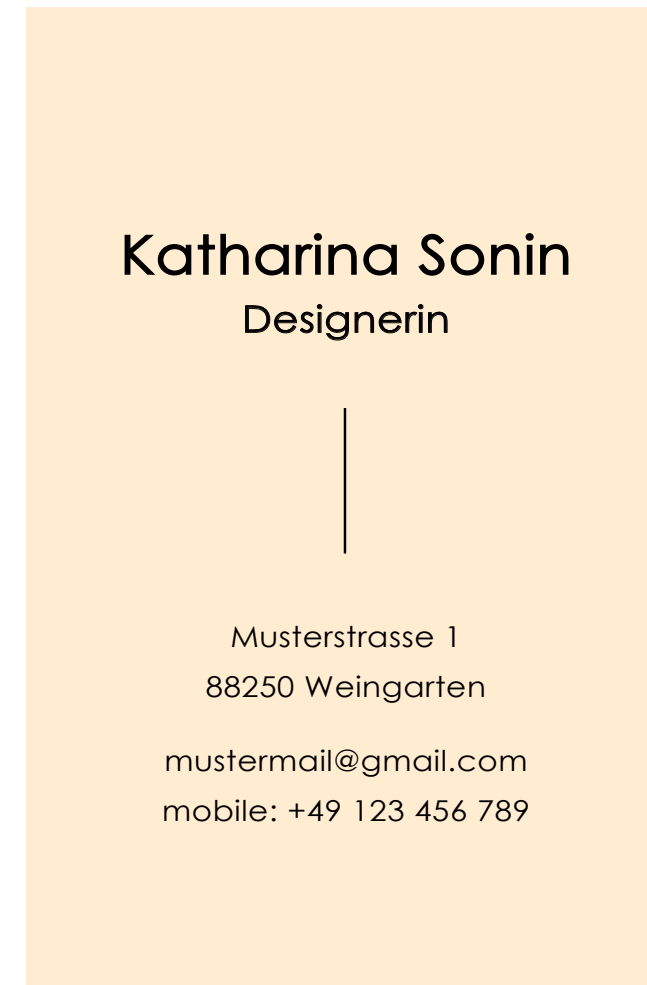 Katharina Sonin
Designerin
Musterstrasse 1
88250 Weingarten
mustermail@gmail.com
mobile: +49 123 456 789